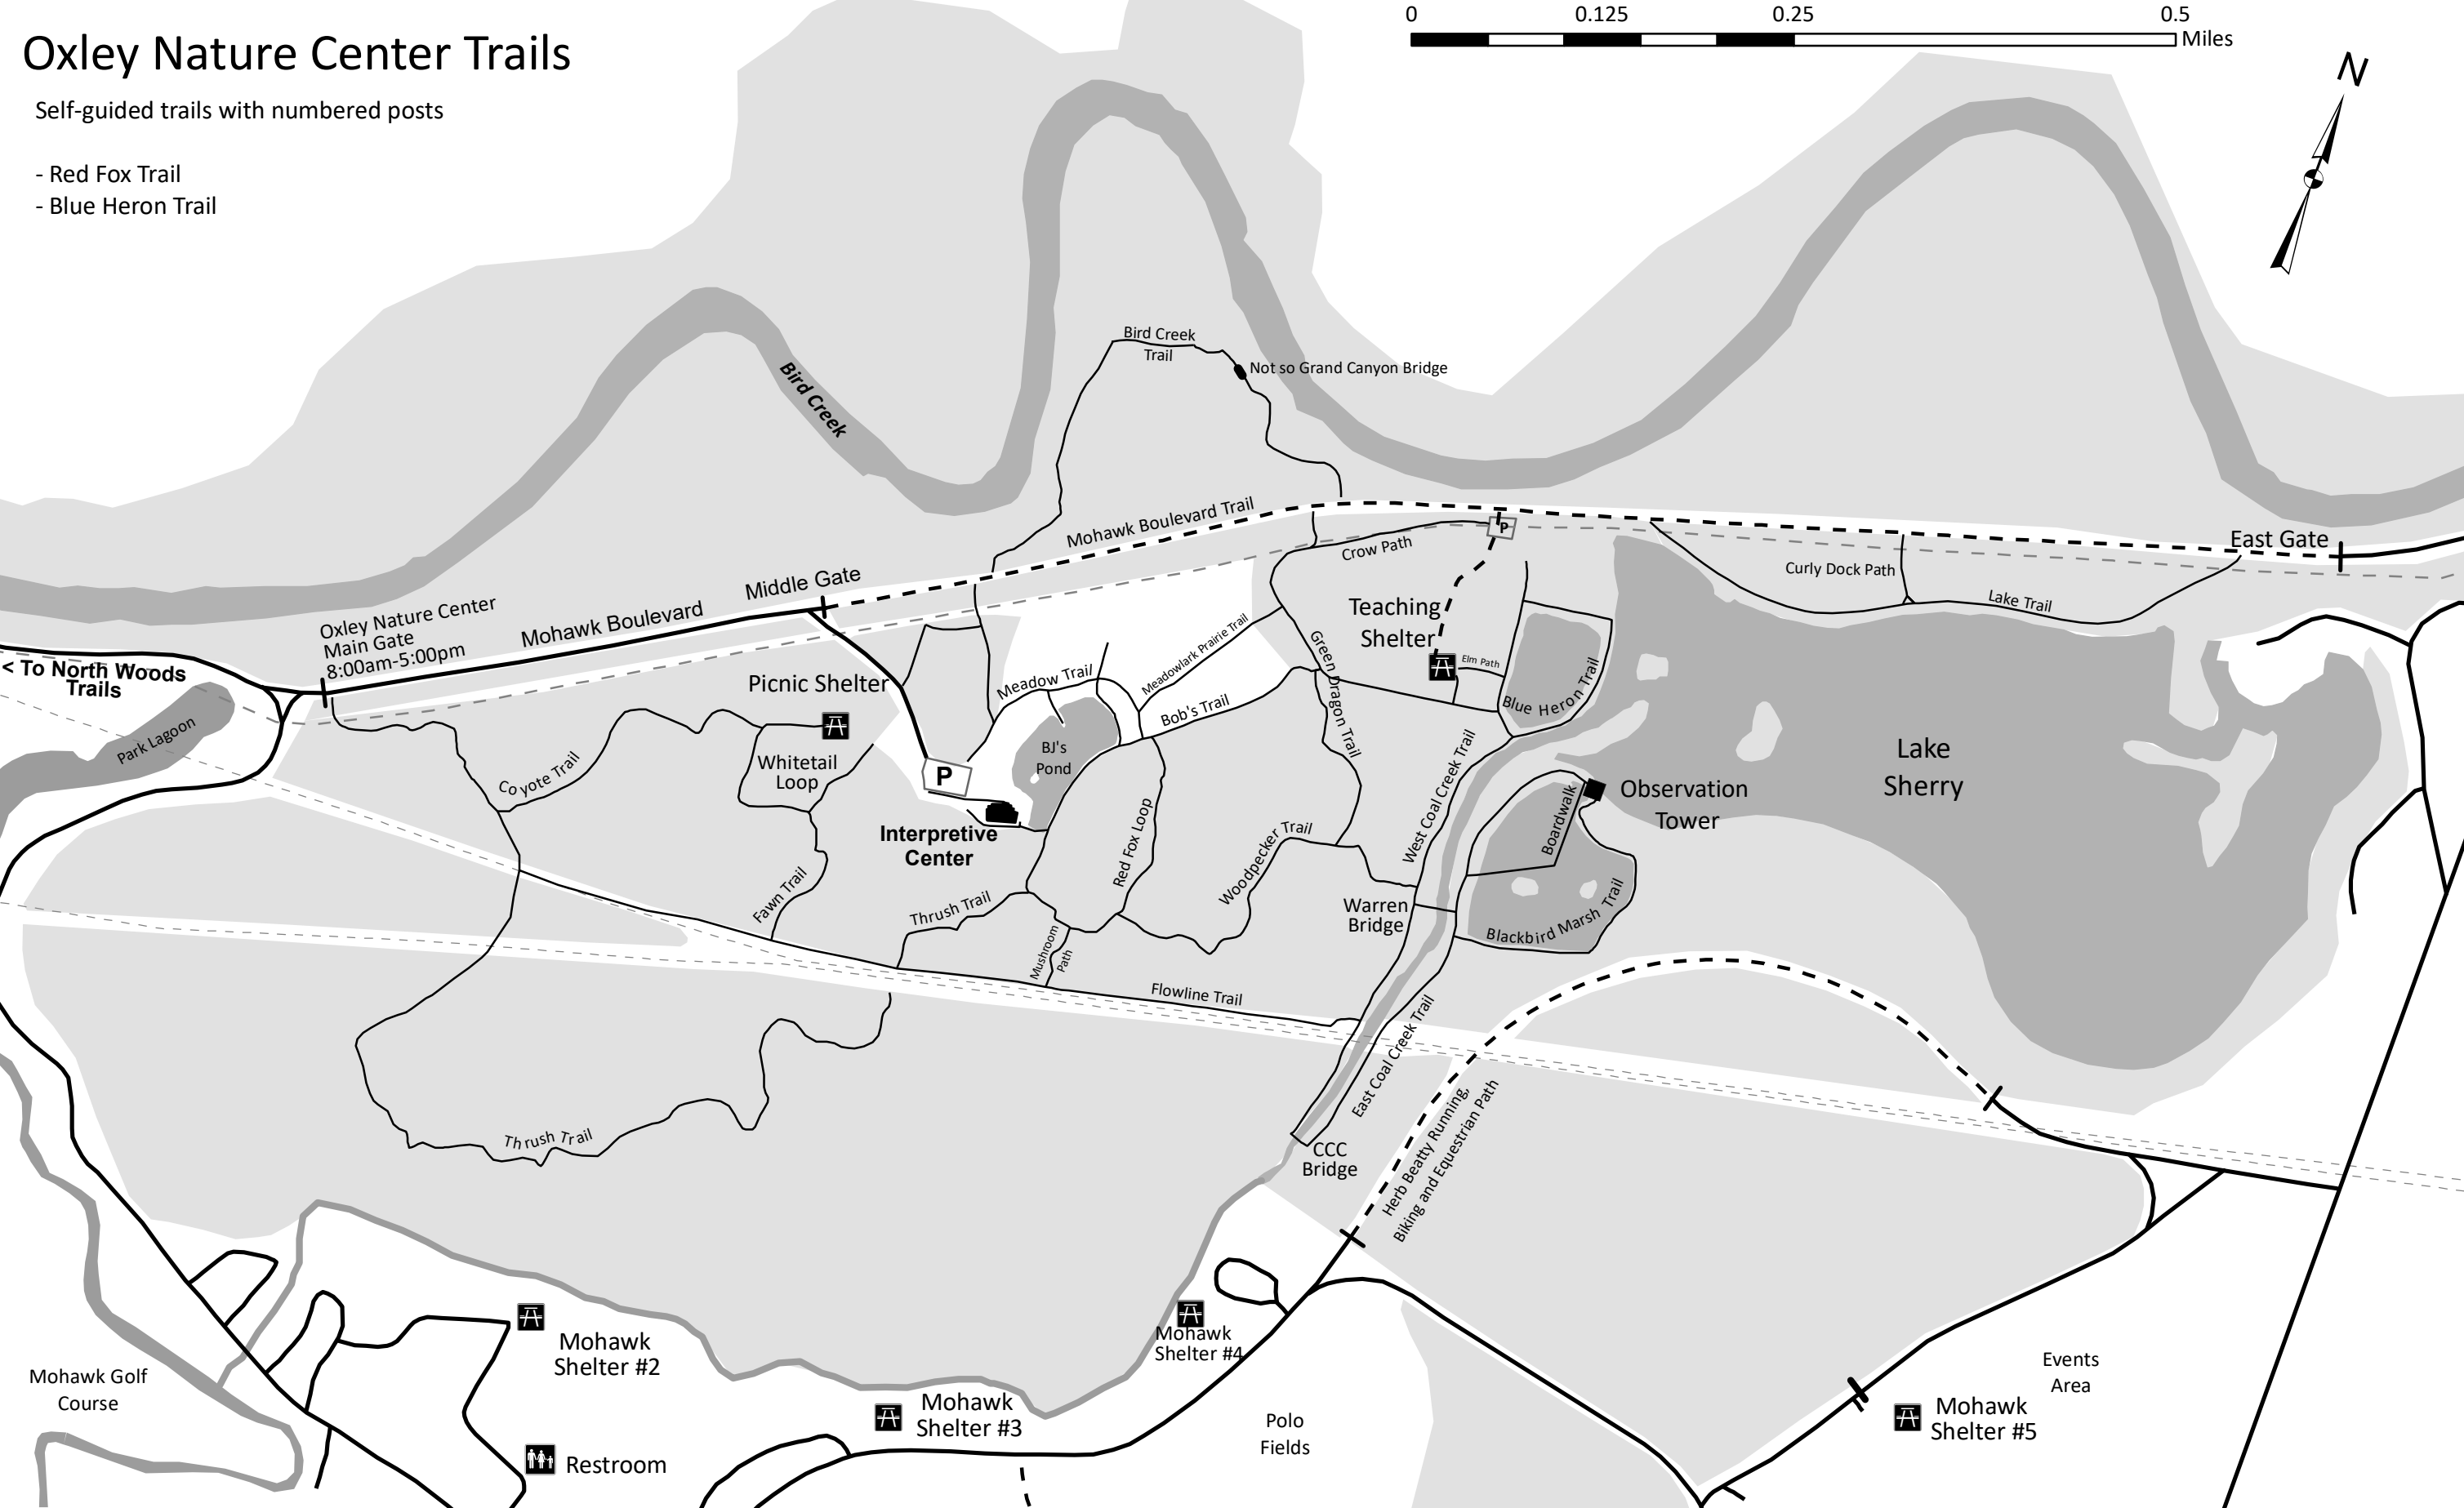 Oxley Nature Center Trails
Self-guided trails with numbered posts
- Red Fox Trail
- Blue Heron Trail
0 0.125 0.25 0.5
Miles
N
Bird Creek
Bird Creek
Trail
Not so Grand Canyon Bridge
Mohawk Boulevard Trail
East Gate
Crow Path
P
Curly Dock Path
Lake Trail
Middle Gate
Mohawk Boulevard
Oxley Nature Center
Main Gate
8:00am-5:00pm
< To North Woods
Trails
Park Lagoon
Picnic Shelter
Meadow Trail
Meadowlark Prairie Trail
Bob's Trail
Green Dragon Trail
Teaching
Shelter
Elm Path
Blue Heron Trail
Coyote Trail
Whitetail
Loop
P
BJ's
Pond
Interpretive
Center
Red Fox Loop
Woodpecker Trail
West Coal Creek Trail
Boardwalk
Observation
Tower
Lake
Sherry
Fawn Trail
Thrush Trail
Mushroom
Path
Warren
Bridge
Blackbird Marsh Trail
Flowline Trail
East Coal Creek Trail
Thrush Trail
CCC
Bridge
Herb Beatty Running,
Biking and Equestrian Path
Mohawk
Shelter #2
Mohawk
Shelter #4
Mohawk Golf
Course
Mohawk
Shelter #3
Polo
Fields
Events
Area
Mohawk
Shelter #5
Restroom